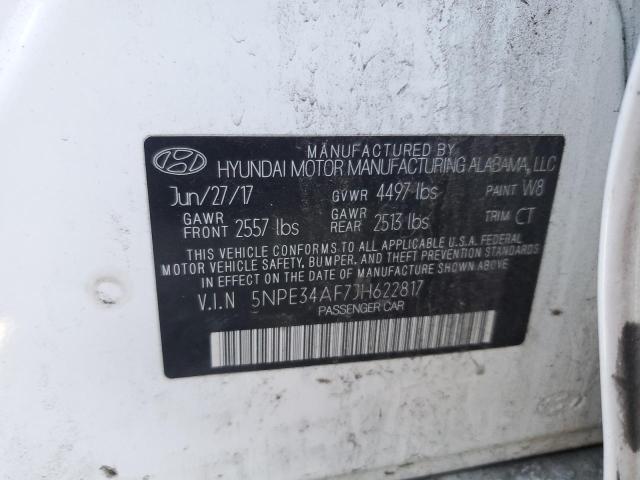 MANUFACTURED BY
HYUNDAI MOTOR MANUFACTURING ALABAMA, LLC
Jun/27/17 GVWR 4497 lbs PAINT W8
GAWR FRONT 2557 lbs GAWR REAR 2513 lbs TRIM CT
THIS VEHICLE CONFORMS TO ALL APPLICABLE U.S.A. FEDERAL
MOTOR VEHICLE SAFETY, BUMPER, AND THEFT PREVENTION
STANDARDS IN EFFECT ON THE DATE OF MANUFACTURE SHOWN ABOVE.
V.I.N 5NPE34AF7JH622817
PASSENGER CAR